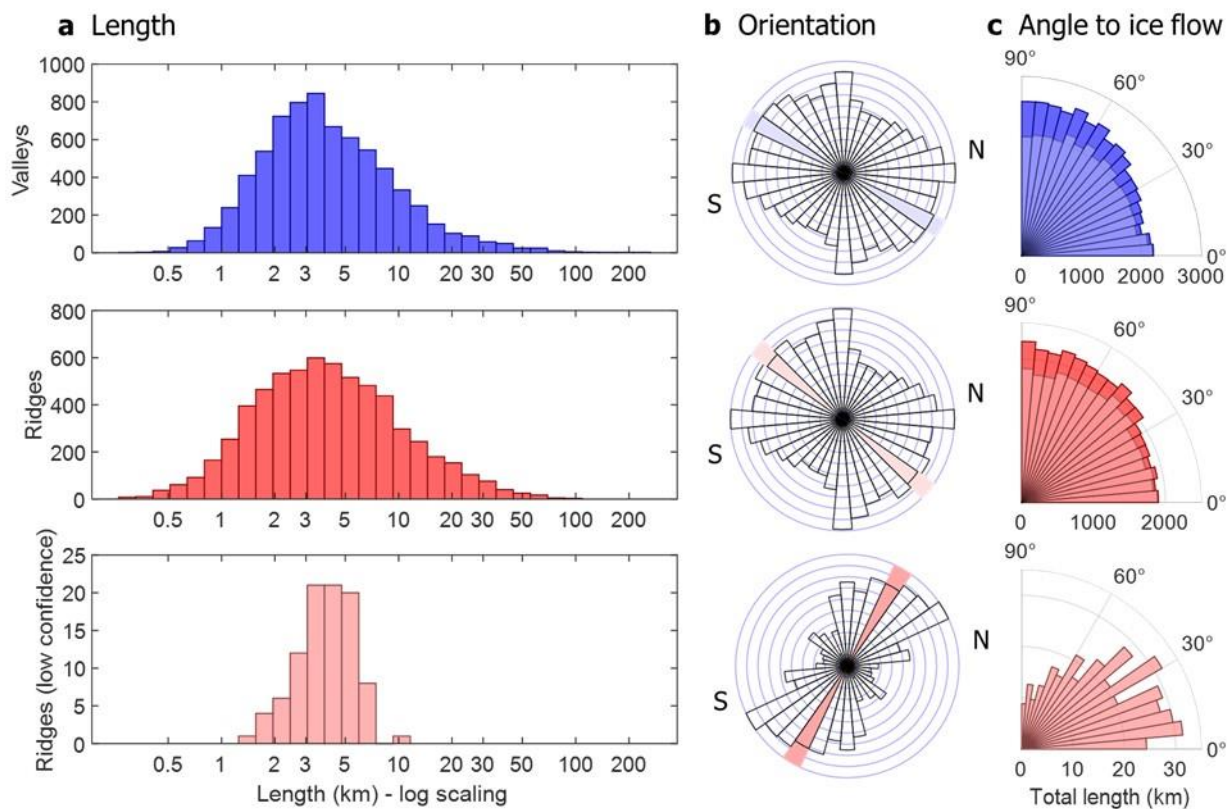 a Length
b Orientation
c Angle to ice flow
Valleys
1000
800
600
400
200
0
0.5 1 2 3 5 10 20 30 50 100 200
N
S
90°
60°
30°
0°
0 1000 2000 3000
Ridges
800
600
400
200
0
0.5 1 2 3 5 10 20 30 50 100 200
N
S
90°
60°
30°
0°
0 1000 2000
Ridges (low confidence)
25
20
15
10
5
0
0.5 1 2 3 5 10 20 30 50 100 200
Length (km) - log scaling
N
S
90°
60°
30°
0°
0 10 20 30
Total length (km)